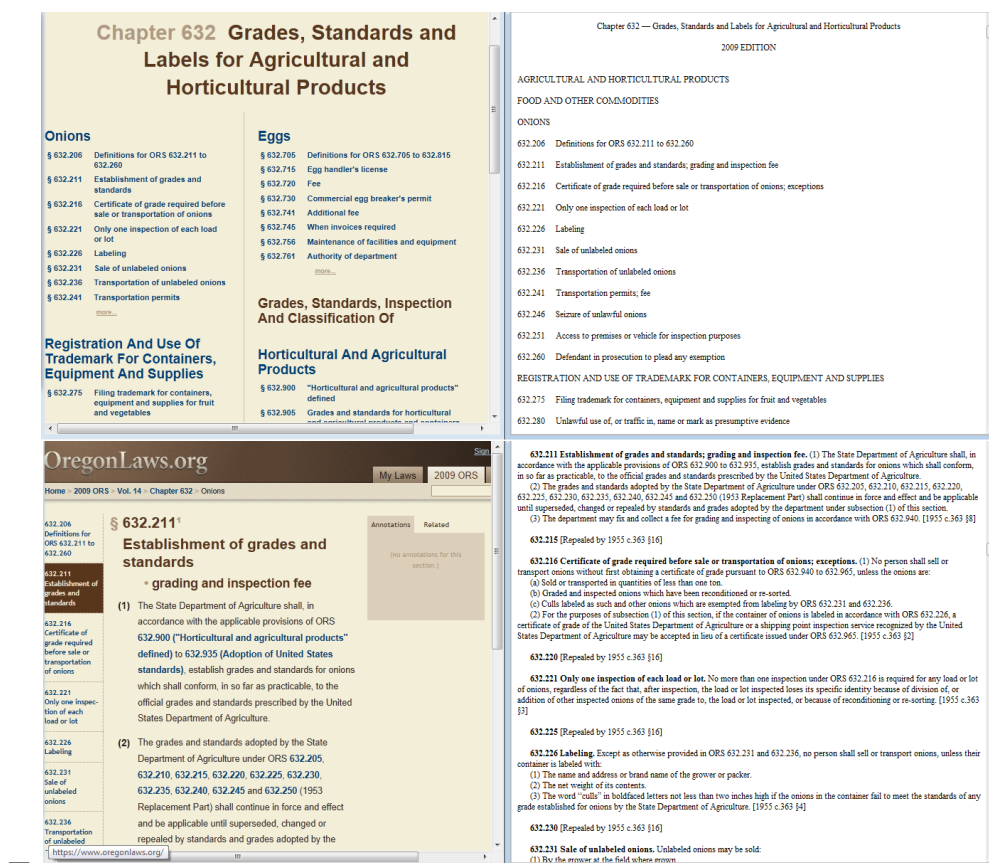 Chapter 632 Grades, Standards and
Labels for Agricultural and
Horticultural Products
Onions
§ 632.206 Definitions for ORS 632.211 to
632.260
§ 632.211 Establishment of grades and
standards
§ 632.216 Certificate of grade required before
sale or transportation of onions
§ 632.221 Only one inspection of each load
or lot
§ 632.226 Labeling
§ 632.231 Sale of unlabeled onions
§ 632.236 Transportation of unlabeled onions
§ 632.241 Transportation permits
more...
Registration And Use Of
Trademark For Containers,
Equipment And Supplies
§ 632.275 Filing trademark for containers,
equipment and supplies for fruit
and vegetables
Eggs
§ 632.705 Definitions for ORS 632.705 to 632.815
§ 632.715 Egg handler's license
§ 632.720 Fee
§ 632.730 Commercial egg breaker's permit
§ 632.741 Additional fee
§ 632.745 When invoices required
§ 632.756 Maintenance of facilities and equipment
§ 632.761 Authority of department
more...
Grades, Standards, Inspection
And Classification Of
Horticultural And Agricultural
Products
§ 632.900 "Horticultural and agricultural products"
defined
§ 632.905 Grades and standards for horticultural
and agricultural products and containers
Chapter 632 — Grades, Standards and Labels for Agricultural and Horticultural Products
2009 EDITION
AGRICULTURAL AND HORTICULTURAL PRODUCTS
FOOD AND OTHER COMMODITIES
ONIONS
632.206 Definitions for ORS 632.211 to 632.260
632.211 Establishment of grades and standards; grading and inspection fee
632.216 Certificate of grade required before sale or transportation of onions; exceptions
632.221 Only one inspection of each load or lot
632.226 Labeling
632.231 Sale of unlabeled onions
632.236 Transportation of unlabeled onions
632.241 Transportation permits; fee
632.246 Seizure of unlawful onions
632.251 Access to premises or vehicle for inspection purposes
632.260 Defendant in prosecution to plead any exemption
REGISTRATION AND USE OF TRADEMARK FOR CONTAINERS, EQUIPMENT AND SUPPLIES
632.275 Filing trademark for containers, equipment and supplies for fruit and vegetables
632.280 Unlawful use of, or traffic in, name or mark as presumptive evidence
OregonLaws.org
Sign
My Laws 2009 ORS
Home > 2009 ORS > Vol. 14 > Chapter 632 > Onions
632.206
Definitions for
ORS 632.211 to
632.260
632.211
Establishment of
grades and
standards
632.216
Certificate of
grade required
before sale or
transportation
of onions
632.221
Only one inspec-
tion of each
load or lot
632.226
Labeling
632.231
Sale of
unlabeled
onions
632.236
Transportation
of unlabeled
https://www.oregonlaws.org/
§ 632.211¹
Establishment of grades and
standards
• grading and inspection fee
(1) The State Department of Agriculture shall, in
accordance with the applicable provisions of ORS
632.900 ("Horticultural and agricultural products"
defined) to 632.935 (Adoption of United States
standards), establish grades and standards for onions
which shall conform, in so far as practicable, to the
official grades and standards prescribed by the United
States Department of Agriculture.
(2) The grades and standards adopted by the State
Department of Agriculture under ORS 632.205,
632.210, 632.215, 632.220, 632.225, 632.230,
632.235, 632.240, 632.245 and 632.250 (1953
Replacement Part) shall continue in force and effect
and be applicable until superseded, changed or
repealed by standards and grades adopted by the
Annotations Related
(no annotations for this
section.)
632.211 Establishment of grades and standards; grading and inspection fee. (1) The State Department of Agriculture shall, in
accordance with the applicable provisions of ORS 632.900 to 632.935, establish grades and standards for onions which shall conform,
in so far as practicable, to the official grades and standards prescribed by the United States Department of Agriculture.
(2) The grades and standards adopted by the State Department of Agriculture under ORS 632.205, 632.210, 632.215, 632.220,
632.225, 632.230, 632.235, 632.240, 632.245 and 632.250 (1953 Replacement Part) shall continue in force and effect and be applicable
until superseded, changed or repealed by standards and grades adopted by the department under subsection (1) of this section.
(3) The department may fix and collect a fee for grading and inspecting of onions in accordance with ORS 632.940. [1955 c.363 §8]
632.215 [Repealed by 1955 c.363 §16]
632.216 Certificate of grade required before sale or transportation of onions; exceptions. (1) No person shall sell or
transport onions without first obtaining a certificate of grade pursuant to ORS 632.940 to 632.965, unless the onions are:
(a) Sold or transported in quantities of less than one ton.
(b) Graded and inspected onions which have been reconditioned or re-sorted.
(c) Culls labeled as such and other onions which are exempted from labeling by ORS 632.231 and 632.236.
(2) For the purposes of subsection (1) of this section, if the container of onions is labeled in accordance with ORS 632.226, a
certificate of the United States Department of Agriculture or a shipping point inspection service recognized by the United
States Department of Agriculture may be accepted in lieu of a certificate issued under ORS 632.965. [1955 c.363 §2]
632.220 [Repealed by 1955 c.363 §16]
632.221 Only one inspection of each load or lot. No more than one inspection under ORS 632.216 is required for any load or lot
of onions, regardless of the fact that, after inspection, the load or lot inspected loses its specific identity because of division of, or
addition of other inspected onions of the same grade to, the load or lot inspected, or because of reconditioning or re-sorting. [1955 c.363
§3]
632.225 [Repealed by 1955 c.363 §16]
632.226 Labeling. Except as otherwise provided in ORS 632.231 and 632.236, no person shall sell or transport onions, unless their
container is labeled with:
(1) The name and address or brand name of the grower or packer.
(2) The net weight of its contents.
(3) The word “culls” in boldfaced letters not less than two inches high if the onions in the container fail to meet the standards of any
grade established for onions by the State Department of Agriculture. [1955 c.363 §4]
632.230 [Repealed by 1955 c.363 §16]
632.231 Sale of unlabeled onions. Unlabeled onions may be sold:
(1) By the grower at the field where grown.